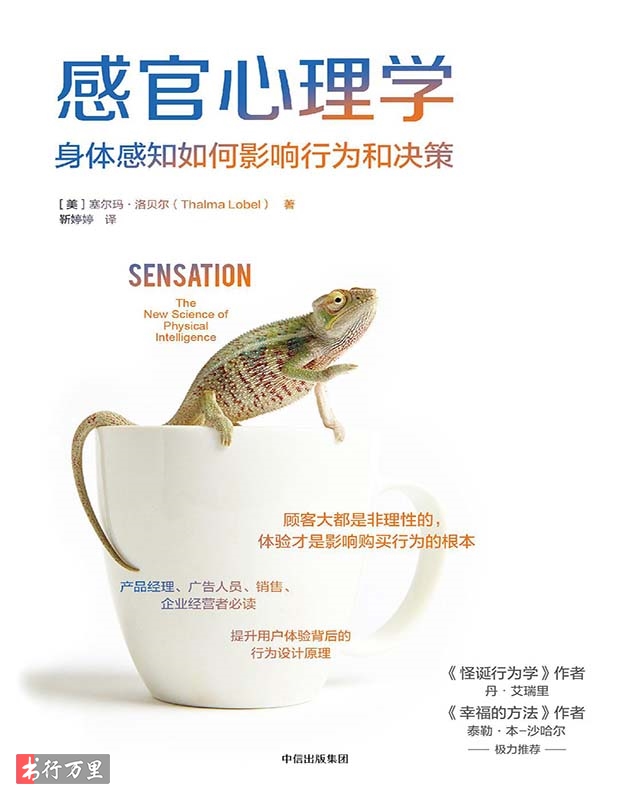 感官心理学
身体感知如何影响行为和决策
[美] 塞尔玛·洛贝尔（Thalma Lobel） 著
靳婷婷 译
SENSATION
The
New Science of
Physical
Intelligence
顾客大都是非理性的，
体验才是影响购买行为的根本
产品经理、广告人员、销售、
企业经营者必读
提升用户体验背后的
行为设计原理
《怪诞行为学》作者
丹·艾瑞里
《幸福的方法》作者
泰勒·本-沙哈尔
—— 极力推荐 ——
书行万里
中信出版集团